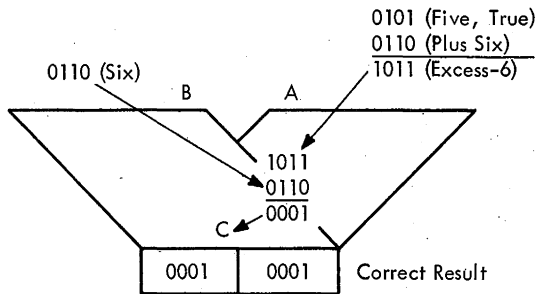 0101 (Five, True)
0110 (Plus Six)
1011 (Excess-6)
0110 (Six)
B A
1011
0110
0001
C
0001 0001 Correct Result